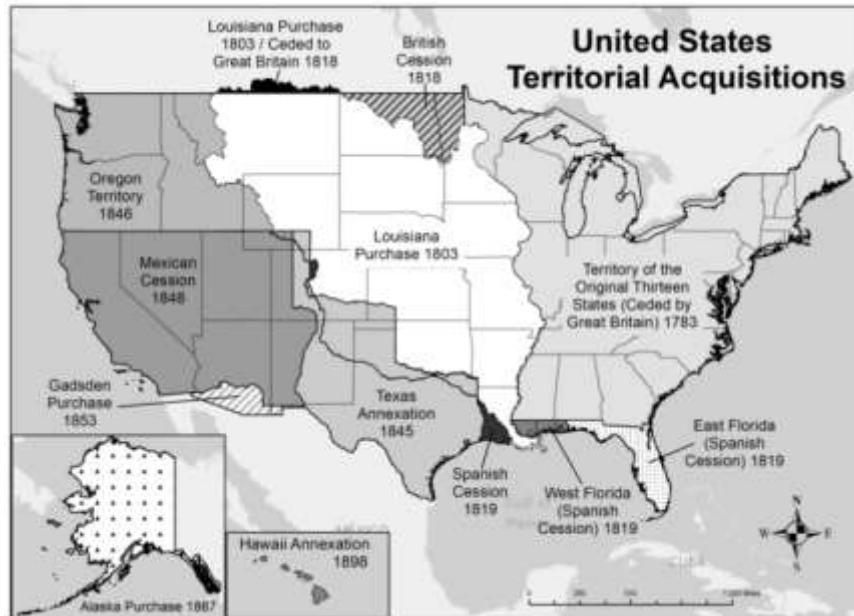 United States
Territorial Acquisitions
Louisiana Purchase
1803 / Ceded to
Great Britain 1818
British
Cession
1818
Oregon
Territory
1846
Louisiana
Purchase 1803
Mexican
Cession
1848
Territory of the
Original Thirteen
States (Ceded by
Great Britain) 1783
Gadsden
Purchase
1853
Texas
Annexation
1845
East Florida
(Spanish
Cession) 1819
Spanish
Cession
1819
West Florida
(Spanish
Cession) 1819
Hawaii Annexation
1898
Alaska Purchase 1867
N
W E
S